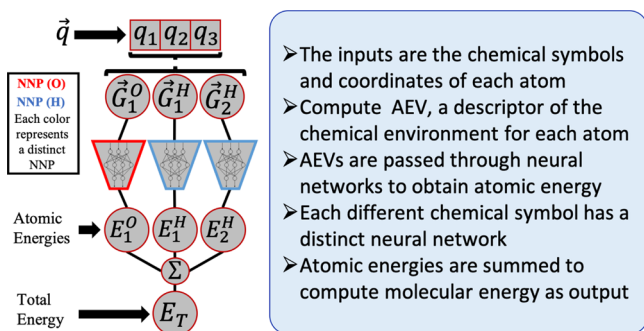 q⃗ q₁ q₂ q₃
NNP (O)
NNP (H)
Each color
represents
a distinct
NNP
G⃗₁ᴼ G⃗₁ᴴ G⃗₂ᴴ
Atomic
Energies
E₁ᴼ E₁ᴴ E₂ᴴ
Σ
Total
Energy
E_T
➢The inputs are the chemical symbols
and coordinates of each atom
➢Compute AEV, a descriptor of the
chemical environment for each atom
➢AEVs are passed through neural
networks to obtain atomic energy
➢Each different chemical symbol has a
distinct neural network
➢Atomic energies are summed to
compute molecular energy as output